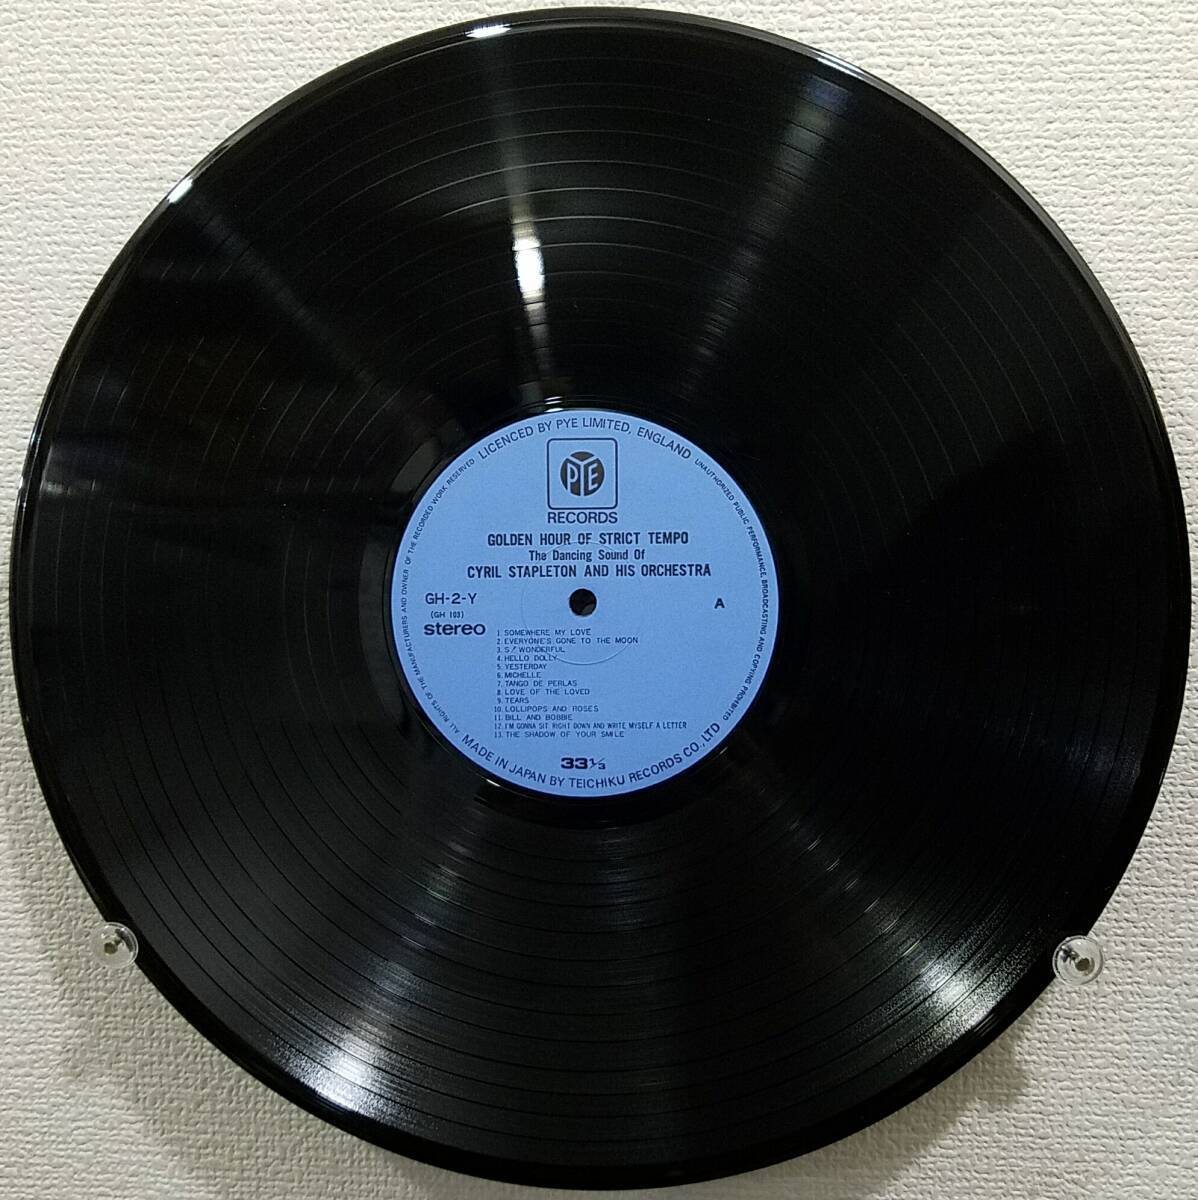 LICENCED BY PYE LIMITED, ENGLAND
UNAUTHORIZED PUBLIC PERFORMANCE, BROADCASTING AND COPYING PROHIBITED
ALL RIGHTS OF THE MANUFACTURERS AND OWNER OF THE RECORDED WORK RESERVED
PYE
RECORDS
GOLDEN HOUR OF STRICT TEMPO
The Dancing Sound Of
CYRIL STAPLETON AND HIS ORCHESTRA
GH-2-Y
(GH 103)
stereo
A
1. SOMEWHERE MY LOVE
2. EVERYONE'S GONE TO THE MOON
3. S' WONDERFUL
4. HELLO DOLLY
5. YESTERDAY
6. MICHELLE
7. TANGO DE PERLAS
8. LOVE OF THE LOVED
9. TEARS
10. LOLLIPOPS AND ROSES
11. BILL AND BOBBIE
12. I'M GONNA SIT RIGHT DOWN AND WRITE MYSELF A LETTER
13. THE SHADOW OF YOUR SMILE
33 1/3
MADE IN JAPAN BY TEICHIKU RECORDS CO., LTD